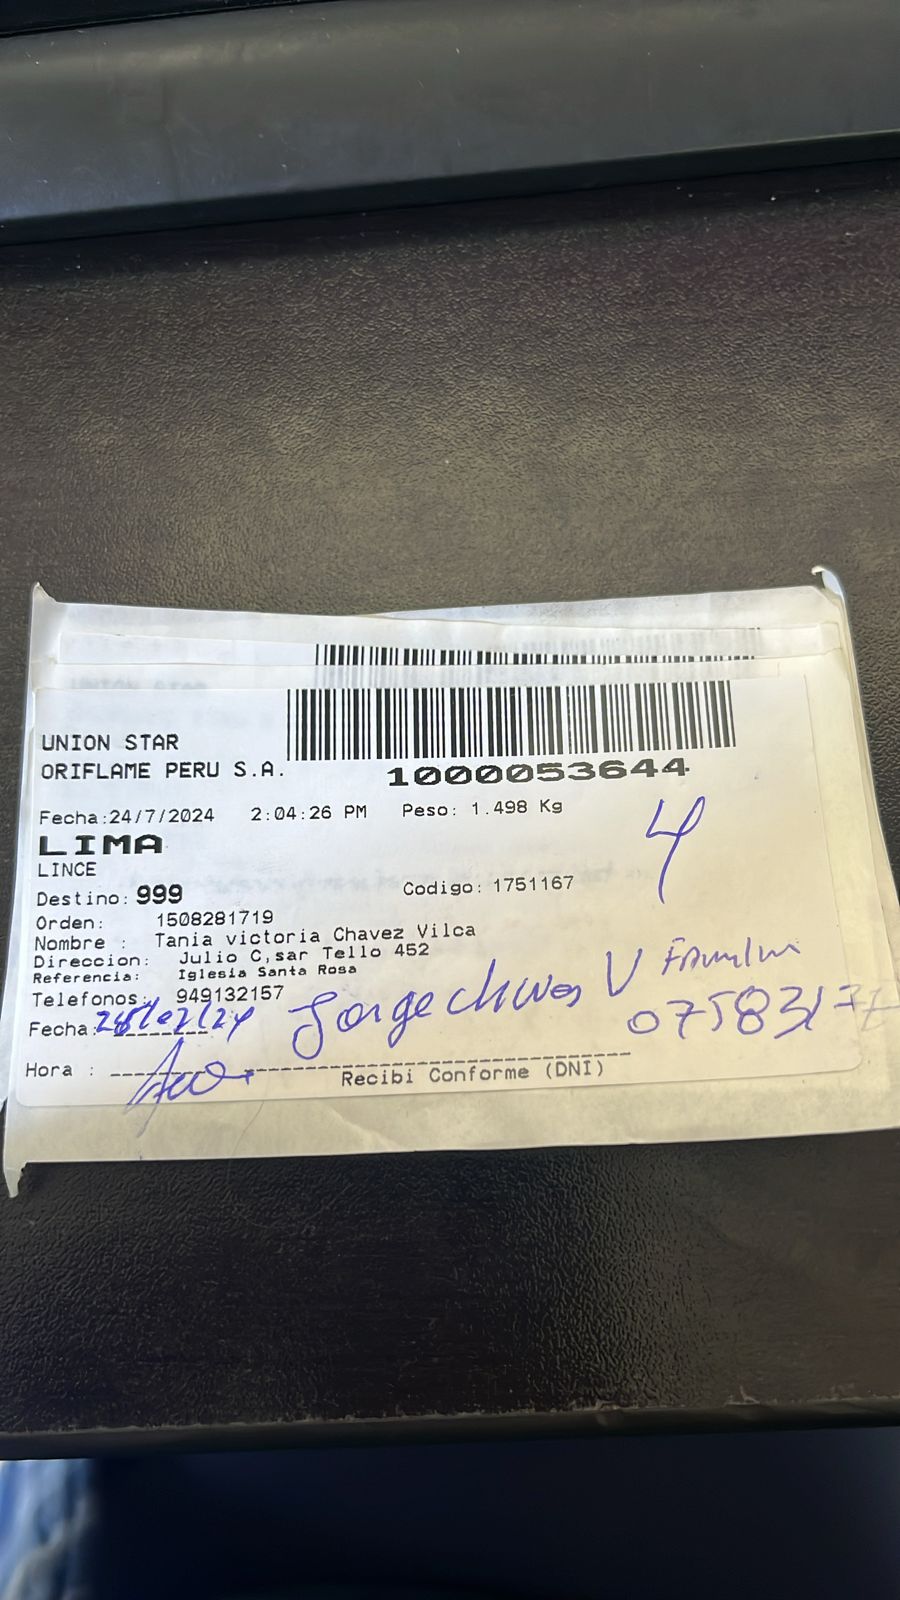 UNION STAR
ORIFLAME PERU S.A.
1000053644
Fecha:24/7/2024 2:04:26 PM Peso: 1.498 Kg
LIMA
LINCE
4
Destino: 999 Codigo: 1751167
Orden: 1508281719
Nombre : Tania victoria Chavez Vilca
Direccion: Julio C,sar Tello 452
Referencia: Iglesia Santa Rosa
Telefonos: 949132157
Fecha: Jorge V
Hora :
Recibi Conforme (DNI)